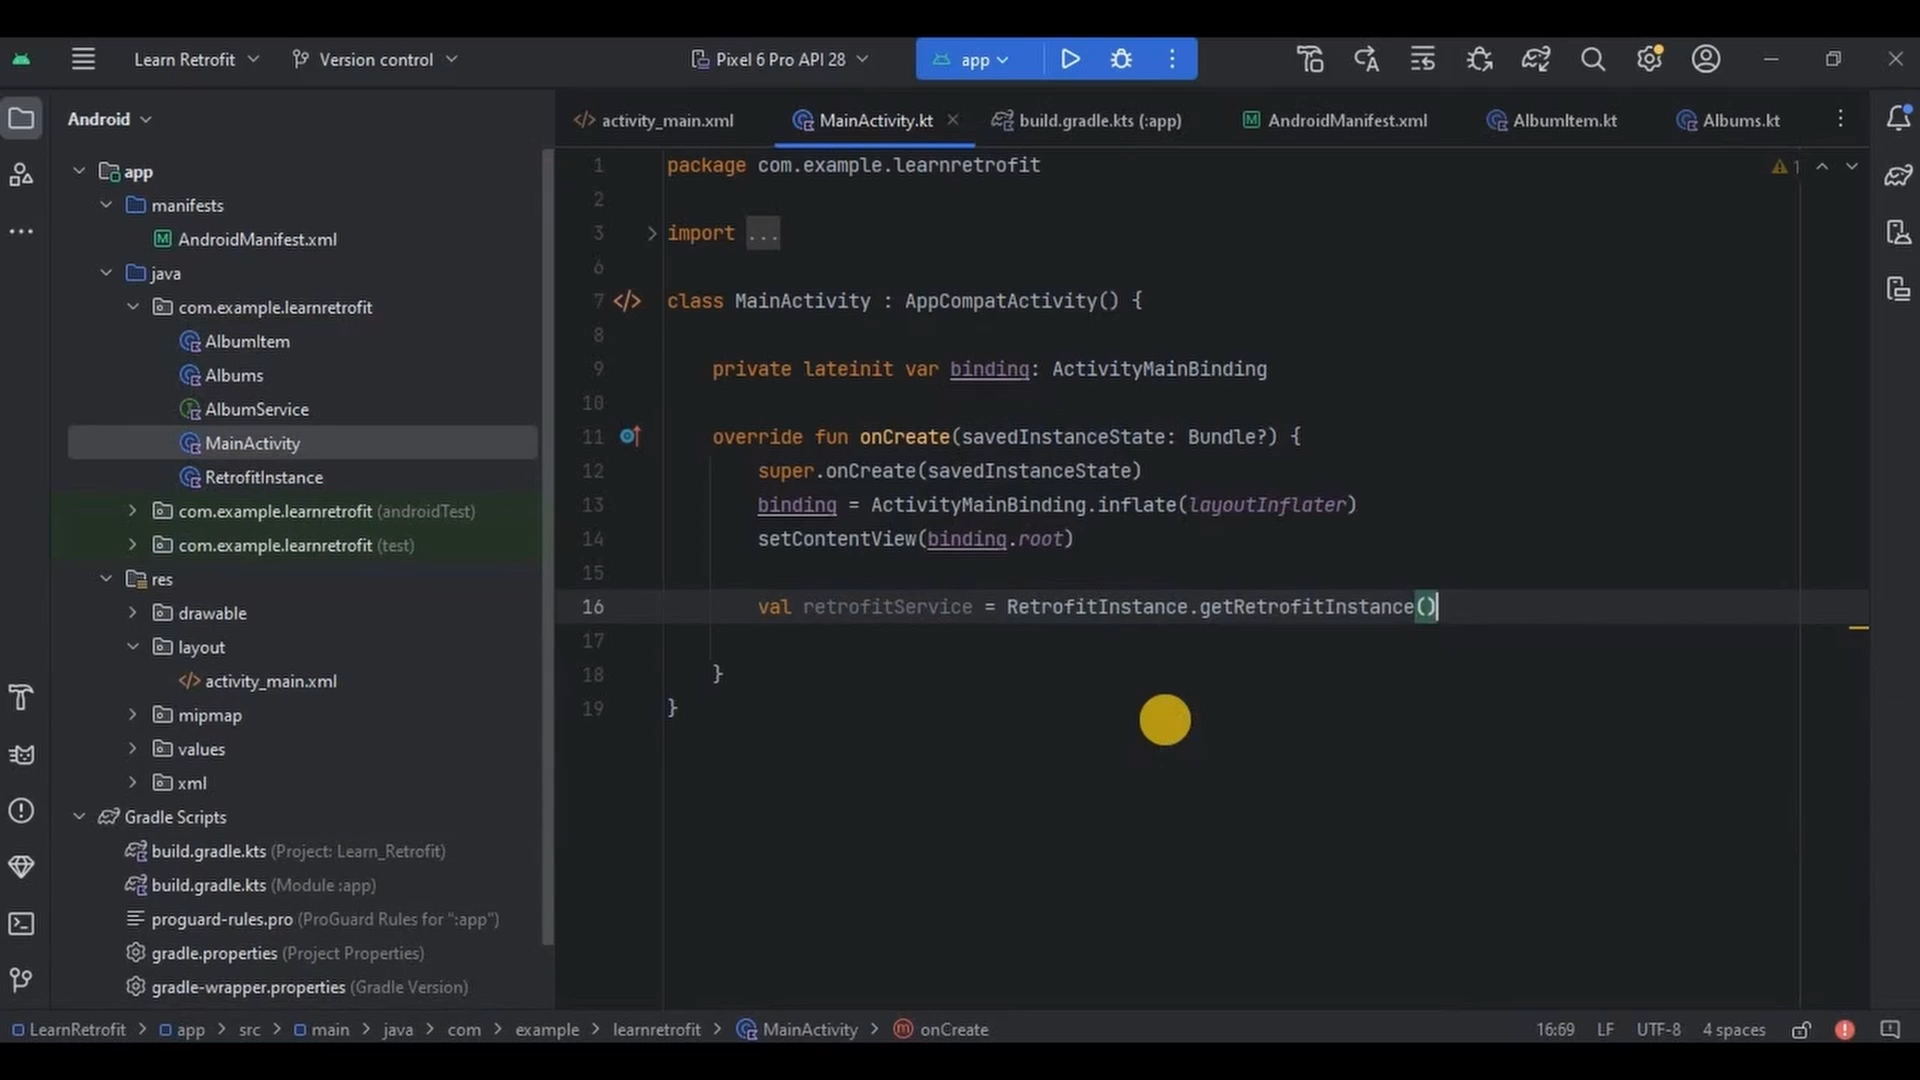 Learn Retrofit
Version control
Pixel 6 Pro API 28
app
Android
activity_main.xml
MainActivity.kt
build.gradle.kts (:app)
AndroidManifest.xml
AlbumItem.kt
Albums.kt
app
manifests
AndroidManifest.xml
java
com.example.learnretrofit
AlbumItem
Albums
AlbumService
MainActivity
RetrofitInstance
com.example.learnretrofit (androidTest)
com.example.learnretrofit (test)
res
drawable
layout
activity_main.xml
mipmap
values
xml
Gradle Scripts
build.gradle.kts (Project: Learn_Retrofit)
build.gradle.kts (Module :app)
proguard-rules.pro (ProGuard Rules for ":app")
gradle.properties (Project Properties)
gradle-wrapper.properties (Gradle Version)
1 package com.example.learnretrofit
1
2
3 import ...
6
7 class MainActivity : AppCompatActivity() {
8
9 private lateinit var binding: ActivityMainBinding
10
11 override fun onCreate(savedInstanceState: Bundle?) {
12 super.onCreate(savedInstanceState)
13 binding = ActivityMainBinding.inflate(layoutInflater)
14 setContentView(binding.root)
15
16 val retrofitService = RetrofitInstance.getRetrofitInstance()
17
18 }
19 }
LearnRetrofit > app > src > main > java > com > example > learnretrofit > MainActivity > onCreate
16:69 LF UTF-8 4 spaces